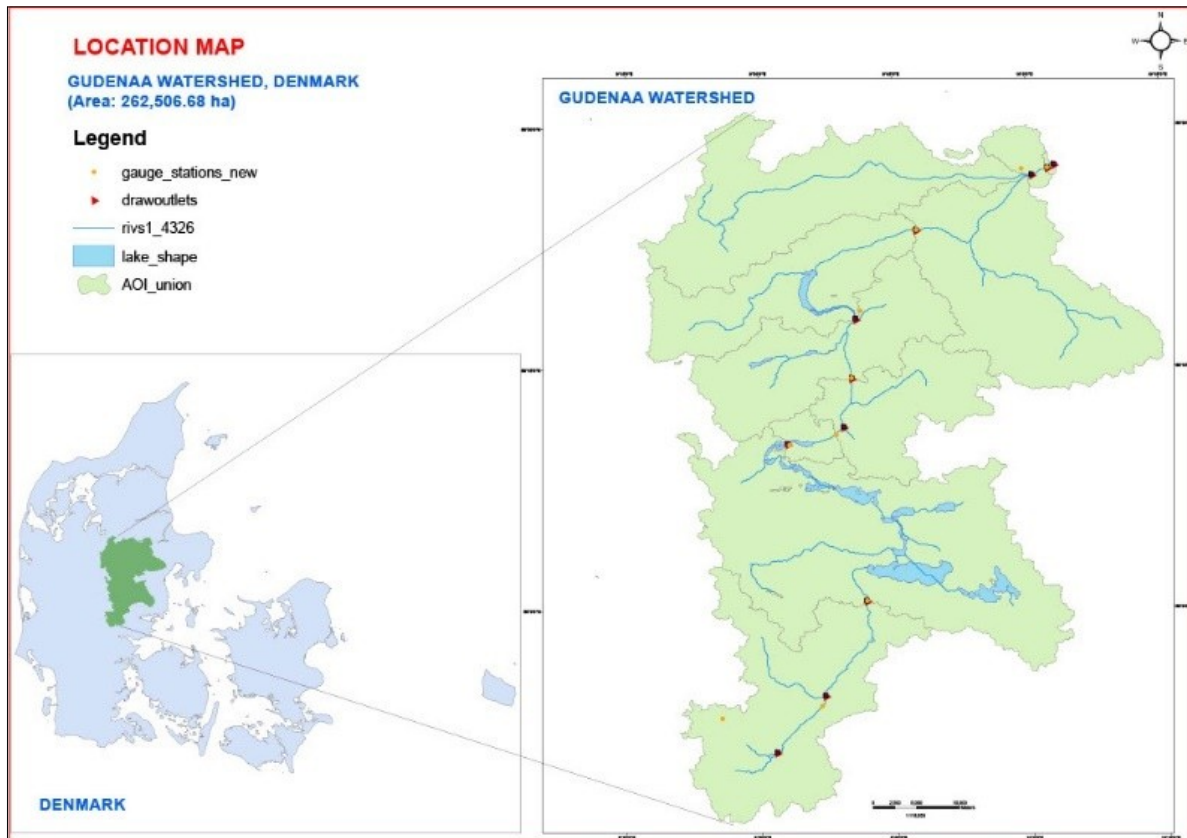 LOCATION MAP
GUDENAA WATERSHED, DENMARK
(Area: 262,506.68 ha)
Legend
gauge_stations_new
drawoutlets
rivs1_4326
lake_shape
AOI_union
DENMARK
GUDENAA WATERSHED
N
W
E
S